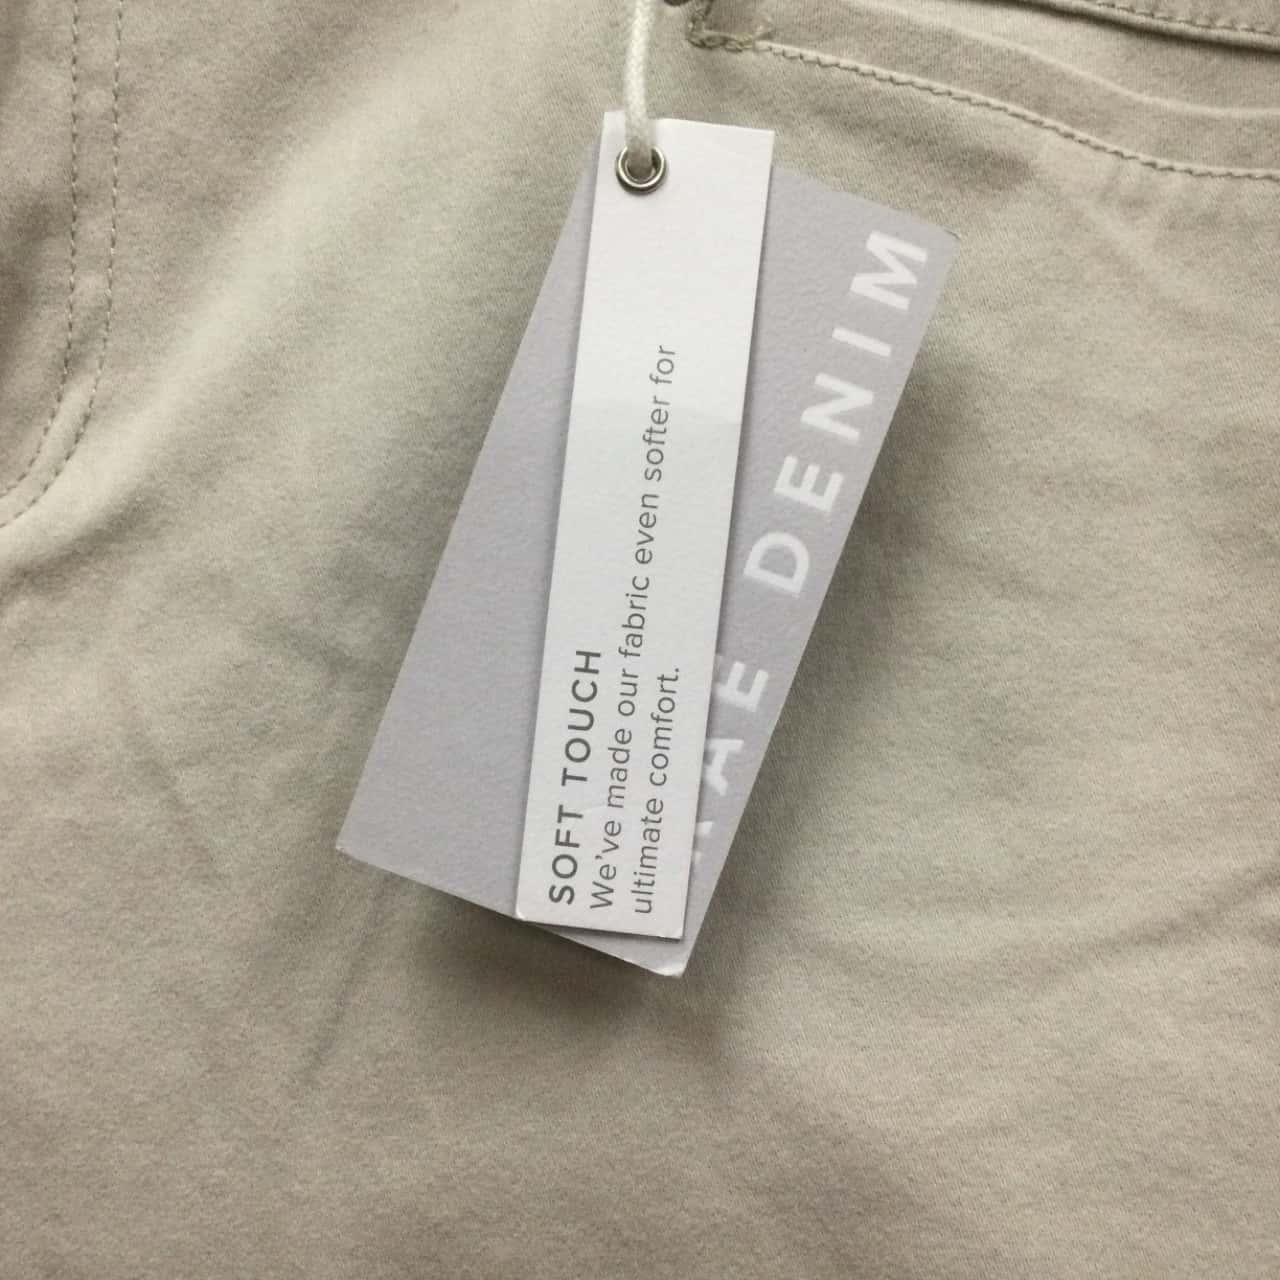 SOFT TOUCH
We've made our fabric even softer for
ultimate comfort.
DENIM